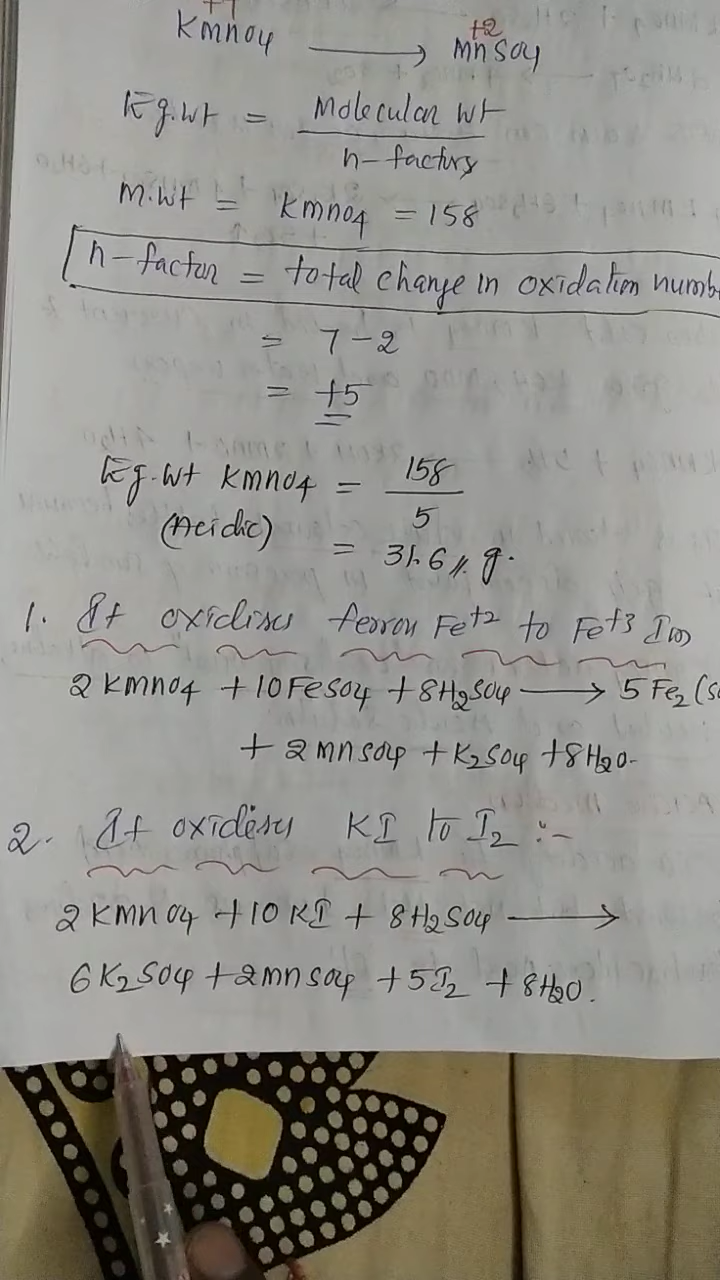 +7 +2
KMnO4 ⟶ MnSO4
Eq.wt = Molecular wt / n-factors
M.wt = KMnO4 = 158
n-factor = total change in oxidation numb
= 7-2
= +5
Eq.wt KMnO4 = 158 / 5
(Acidic) = 31.6 g.
1. It oxidises ferrou Fe+2 to Fe+3 Ion
2KMnO4 + 10FeSO4 + 8H2SO4 ⟶ 5Fe2(S
+ 2MnSO4 + K2SO4 + 8H2O.
2. It oxidises KI to I2 :-
2KMnO4 + 10KI + 8H2SO4 ⟶
6K2SO4 + 2MnSO4 + 5I2 + 8H2O.